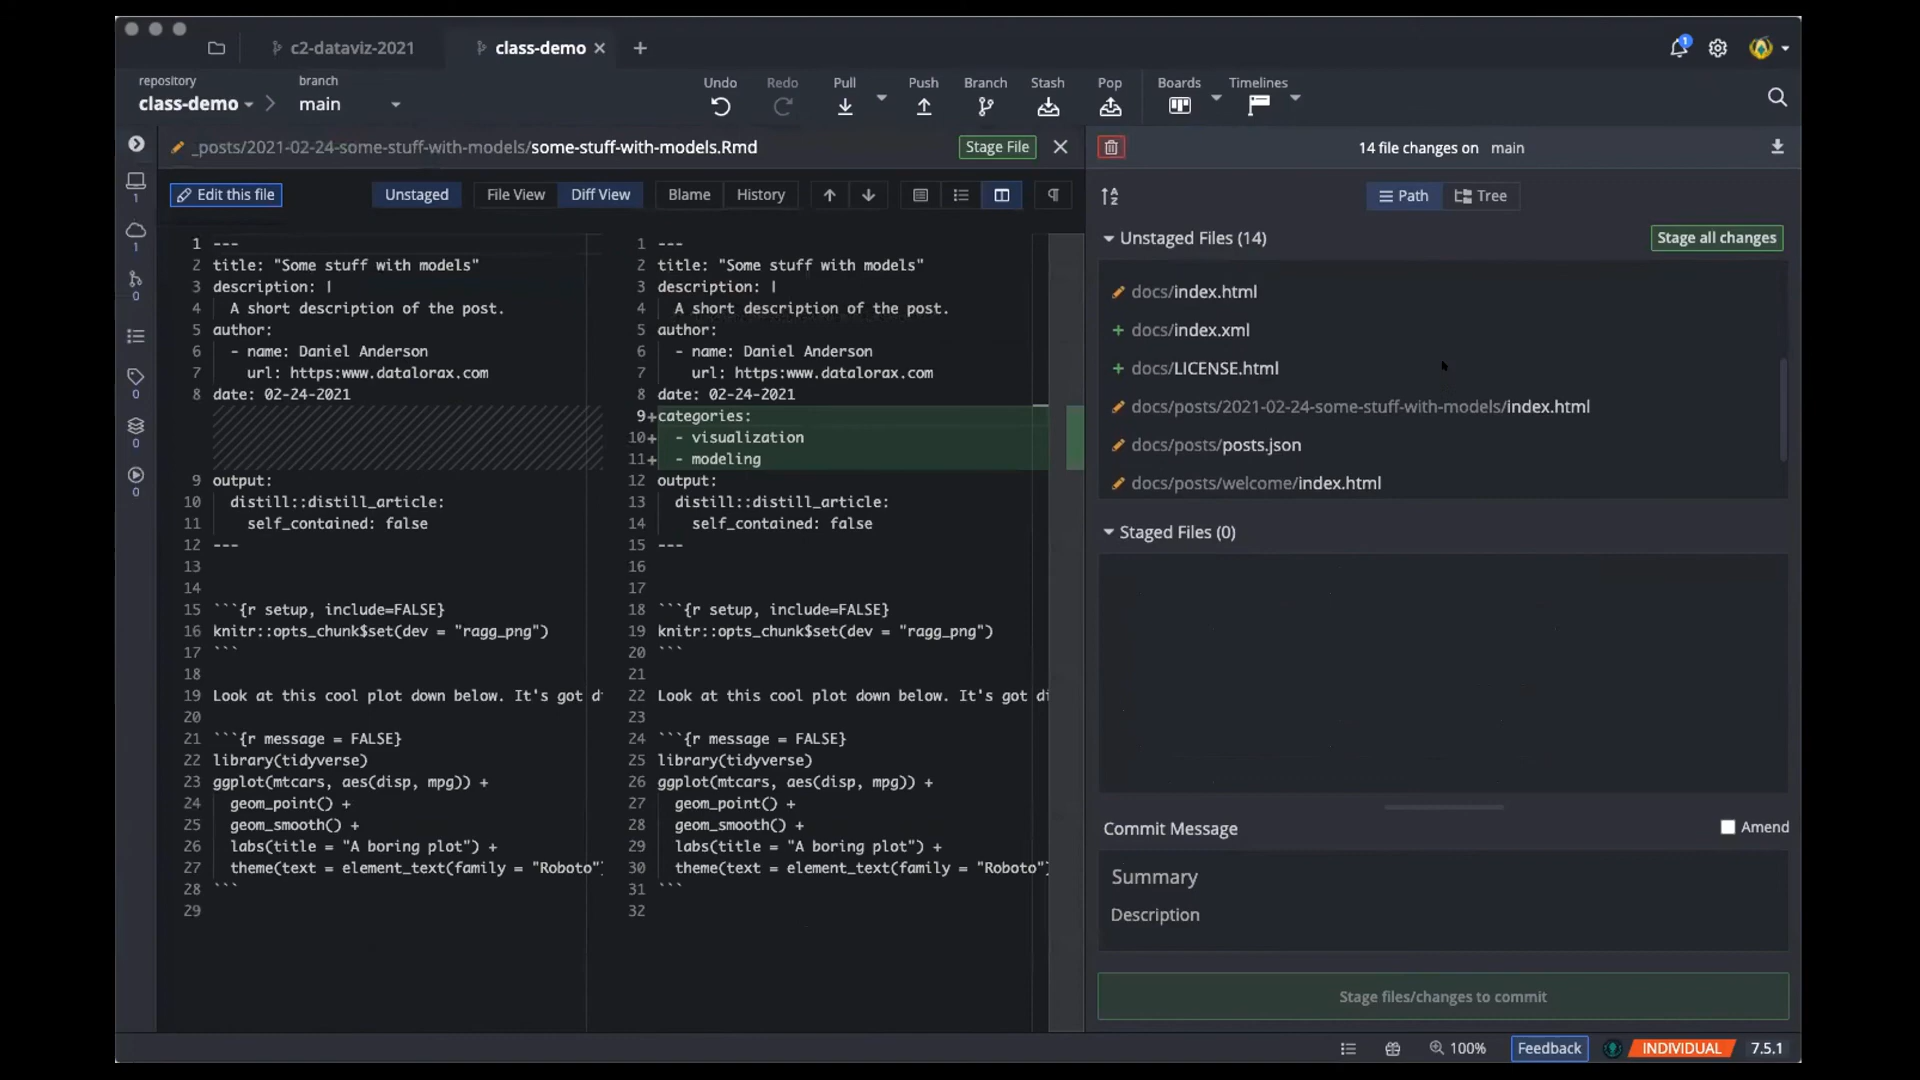 c2-dataviz-2021
class-demo
repository
class-demo
branch
main
Undo
Redo
Pull
Push
Branch
Stash
Pop
Boards
Timelines
1
_posts/2021-02-24-some-stuff-with-models/some-stuff-with-models.Rmd
Stage File
14 file changes on main
Edit this file
Unstaged
File View
Diff View
Blame
History
Path
Tree
1
1
0
0
0
0
1 ---
2 title: "Some stuff with models"
3 description: |
4 A short description of the post.
5 author:
6 - name: Daniel Anderson
7 url: https:www.datalorax.com
8 date: 02-24-2021
9 output:
10 distill::distill_article:
11 self_contained: false
12 ---
13
14
15 ```{r setup, include=FALSE}
16 knitr::opts_chunk$set(dev = "ragg_png")
17 ```
18
19 Look at this cool plot down below. It's got d
20
21 ```{r message = FALSE}
22 library(tidyverse)
23 ggplot(mtcars, aes(disp, mpg)) +
24 geom_point() +
25 geom_smooth() +
26 labs(title = "A boring plot") +
27 theme(text = element_text(family = "Roboto"
28 ```
29
1 ---
2 title: "Some stuff with models"
3 description: |
4 A short description of the post.
5 author:
6 - name: Daniel Anderson
7 url: https:www.datalorax.com
8 date: 02-24-2021
9+categories:
10+ - visualization
11+ - modeling
12 output:
13 distill::distill_article:
14 self_contained: false
15 ---
16
17
18 ```{r setup, include=FALSE}
19 knitr::opts_chunk$set(dev = "ragg_png")
20 ```
21
22 Look at this cool plot down below. It's got d
23
24 ```{r message = FALSE}
25 library(tidyverse)
26 ggplot(mtcars, aes(disp, mpg)) +
27 geom_point() +
28 geom_smooth() +
29 labs(title = "A boring plot") +
30 theme(text = element_text(family = "Roboto")
31 ```
32
Unstaged Files (14)
Stage all changes
docs/index.html
+ docs/index.xml
+ docs/LICENSE.html
docs/posts/2021-02-24-some-stuff-with-models/index.html
docs/posts/posts.json
docs/posts/welcome/index.html
Staged Files (0)
Commit Message
Amend
Summary
Description
Stage files/changes to commit
100%
Feedback
INDIVIDUAL
7.5.1